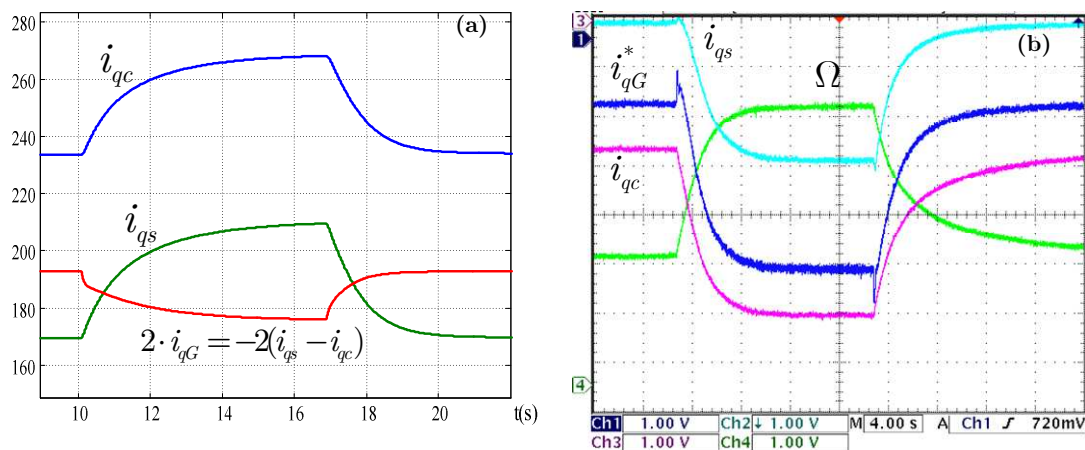 280
260
240
220
200
180
160
10
12
14
16
18
20
t(s)
(a)
i_qc
i_qs
2·i_qG=−2(i_qs−i_qc)
3
1
4
(b)
i_qs
i*_qG
Ω
i_qc
Ch1 1.00 V Ch2 ↓ 1.00 V M 4.00 s A Ch1 ∫ 720mV
Ch3 1.00 V Ch4 1.00 V